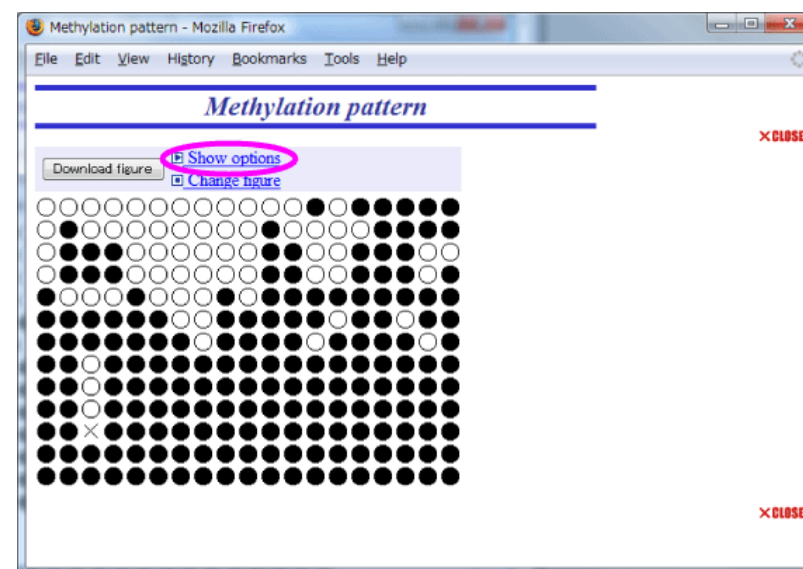 Methylation pattern - Mozilla Firefox
File Edit View History Bookmarks Tools Help
Methylation pattern
×CLOSE
Download figure
Show options
Change figure
×CLOSE